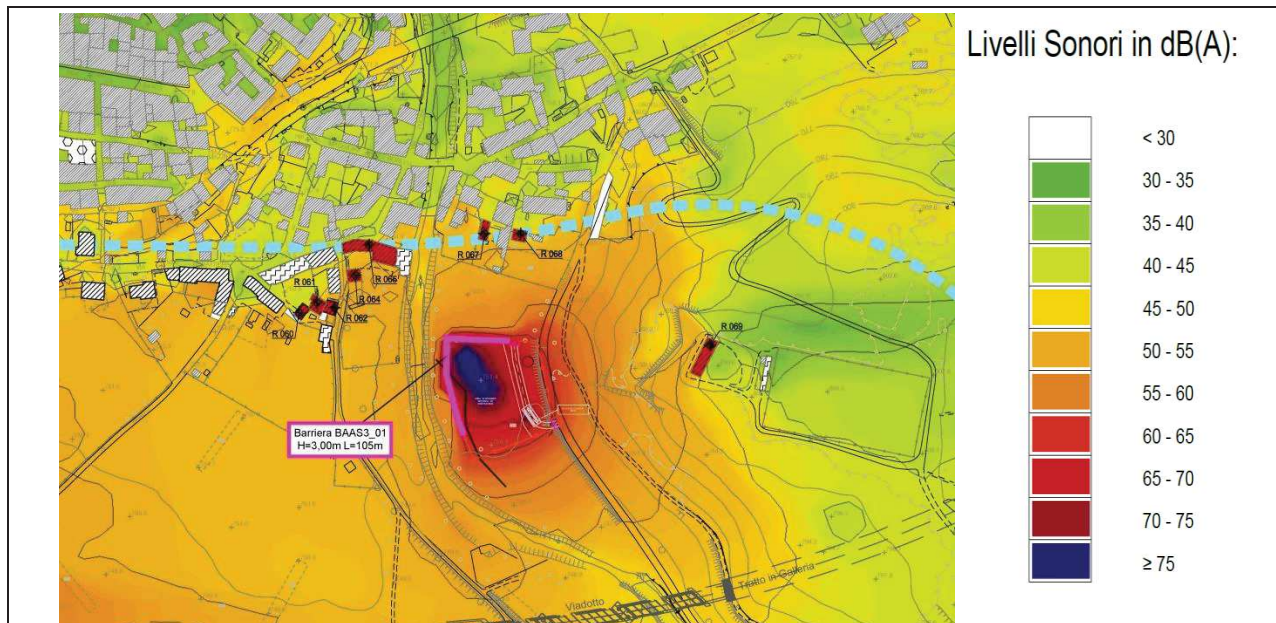 Livelli Sonori in dB(A):
< 30
30 - 35
35 - 40
40 - 45
45 - 50
50 - 55
55 - 60
60 - 65
65 - 70
70 - 75
≥ 75
R 067
R 068
R 066
R 061
R 064
R 062
R 060
R 069
Barriera BAAS3_01
H=3,00m L=105m
Viadotto
Tratto in Galleria